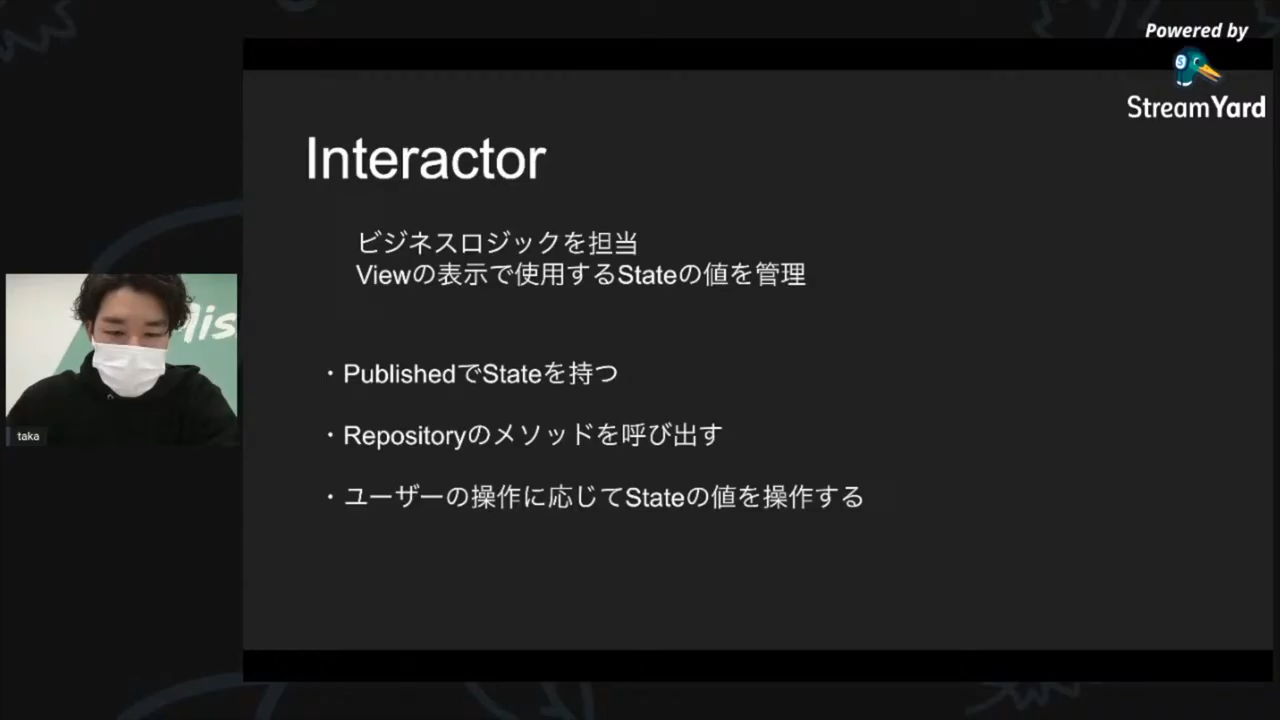 Powered by
StreamYard
Interactor
ビジネスロジックを担当
Viewの表示で使用するStateの値を管理
・PublishedでStateを持つ
・Repositoryのメソッドを呼び出す
・ユーザーの操作に応じてStateの値を操作する
lis
taka